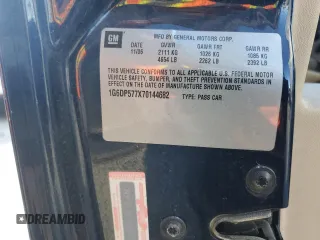 GM
MFD BY GENERAL MOTORS CORP.
DATE GVWR GAWR FRT GAWR RR
11/06 2111 KG 1026 KG 1085 KG
4654 LB 2262 LB 2392 LB
THIS VEHICLE CONFORMS TO ALL APPLICABLE U.S. FEDERAL MOTOR
VEHICLE SAFETY, BUMPER, AND THEFT PREVENTION STANDARDS IN
EFFECT ON THE DATE OF MANUFACTURE SHOWN ABOVE.
1G6DP577X70144692 TYPE: PASS CAR
DREAMBID